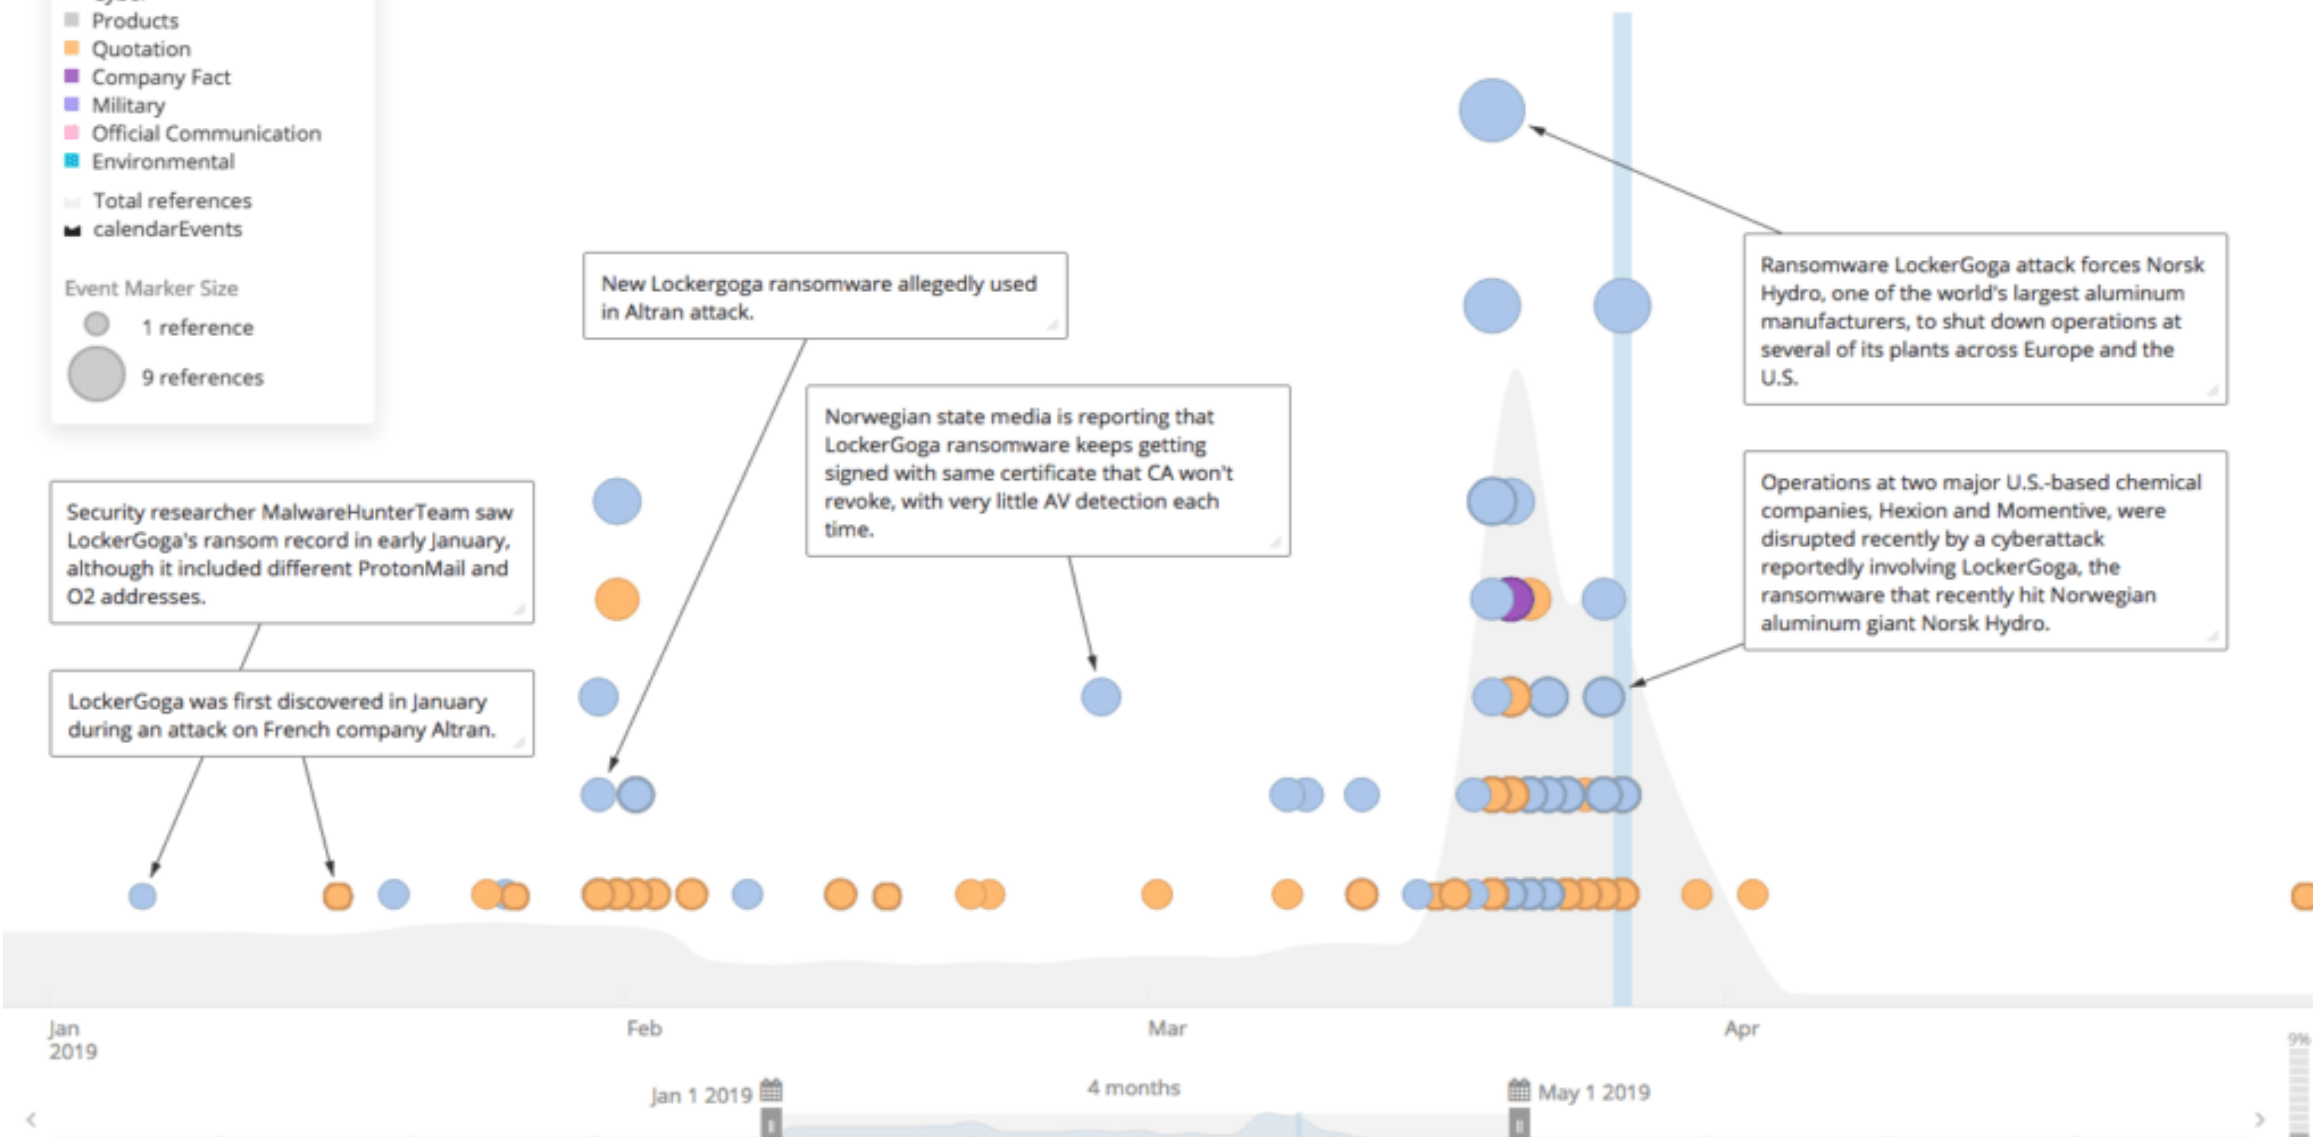 Products
Quotation
Company Fact
Military
Official Communication
Environmental
Total references
calendarEvents
Event Marker Size
1 reference
9 references
New Lockergoga ransomware allegedly used
in Altran attack.
Norwegian state media is reporting that
LockerGoga ransomware keeps getting
signed with same certificate that CA won't
revoke, with very little AV detection each
time.
Security researcher MalwareHunterTeam saw
LockerGoga's ransom record in early January,
although it included different ProtonMail and
O2 addresses.
LockerGoga was first discovered in January
during an attack on French company Altran.
Ransomware LockerGoga attack forces Norsk
Hydro, one of the world's largest aluminum
manufacturers, to shut down operations at
several of its plants across Europe and the
U.S.
Operations at two major U.S.-based chemical
companies, Hexion and Momentive, were
disrupted recently by a cyberattack
reportedly involving LockerGoga, the
ransomware that recently hit Norwegian
aluminum giant Norsk Hydro.
Jan
2019
Feb
Mar
Apr
9%
Jan 1 2019
4 months
May 1 2019